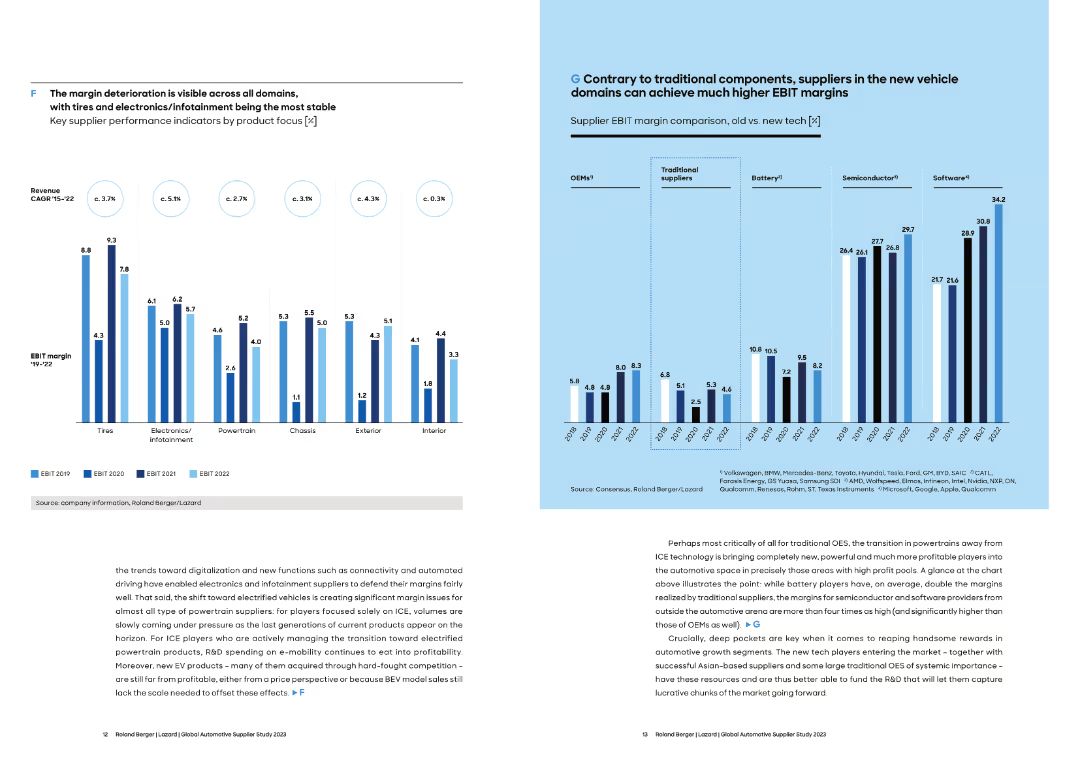 F The margin deterioration is visible across all domains,
with tires and electronics/infotainment being the most stable
Key supplier performance indicators by product focus [%]
Revenue
CAGR '15–'22
c. 3.7% c. 5.1% c. 2.7% c. 3.1% c. 4.3% c. 0.3%
EBIT margin
'19–'22
8.8 4.3 9.3 7.8
6.1 5.0 6.2 5.7
4.6 2.6 5.2 4.0
5.3 1.1 5.5 5.0
5.3 1.2 4.3 5.1
4.1 1.8 4.4 3.3
Tires Electronics/ Powertrain Chassis Exterior Interior
infotainment
EBIT 2019 EBIT 2020 EBIT 2021 EBIT 2022
Source: company information, Roland Berger/Lazard
the trends toward digitalization and new functions such as connectivity and automated
driving have enabled electronics and infotainment suppliers to defend their margins fairly
well. That said, the shift toward electrified vehicles is creating significant margin issues for
almost all type of powertrain suppliers: for players focused solely on ICE, volumes are
slowly coming under pressure as the last generations of current products appear on the
horizon. For ICE players who are actively managing the transition toward electrified
powertrain products, R&D spending on e-mobility continues to eat into profitability.
Moreover, new EV products – many of them acquired through hard-fought competition –
are still far from profitable, either from a price perspective or because BEV model sales still
lack the scale needed to offset these effects. ▶ F
12 Roland Berger | Lazard | Global Automotive Supplier Study 2023
G Contrary to traditional components, suppliers in the new vehicle
domains can achieve much higher EBIT margins
Supplier EBIT margin comparison, old vs. new tech [%]
OEMs¹⁾
Traditional
suppliers
Battery²⁾
Semiconductor³⁾
Software⁴⁾
5.8 4.8 4.8 8.0 8.3
6.8 5.1 2.5 5.3 4.6
10.8 10.5 7.2 9.5 8.2
26.4 26.1 27.7 26.8 29.7
21.7 21.6 28.9 30.8 34.2
2018 2019 2020 2021 2022
2018 2019 2020 2021 2022
2018 2019 2020 2021 2022
2018 2019 2020 2021 2022
2018 2019 2020 2021 2022
Source: Consensus, Roland Berger/Lazard
¹⁾ Volkswagen, BMW, Mercedes-Benz, Toyota, Hyundai, Tesla, Ford, GM, BYD, SAIC ²⁾ CATL,
Farasis Energy, GS Yuasa, Samsung SDI ³⁾ AMD, Wolfspeed, Elmos, Infineon, Intel, Nvidia, NXP, ON,
Qualcomm, Renesas, Rohm, ST, Texas Instruments ⁴⁾ Microsoft, Google, Apple, Qualcomm
Perhaps most critically of all for traditional OES, the transition in powertrains away from
ICE technology is bringing completely new, powerful and much more profitable players into
the automotive space in precisely those areas with high profit pools. A glance at the chart
above illustrates the point: while battery players have, on average, double the margins
realized by traditional suppliers, the margins for semiconductor and software providers from
outside the automotive arena are more than four times as high (and significantly higher than
those of OEMs as well). ▶ G
Crucially, deep pockets are key when it comes to reaping handsome rewards in
automotive growth segments. The new tech players entering the market – together with
successful Asian-based suppliers and some large traditional OES of systemic importance –
have these resources and are thus better able to fund the R&D that will let them capture
lucrative chunks of the market going forward.
13 Roland Berger | Lazard | Global Automotive Supplier Study 2023